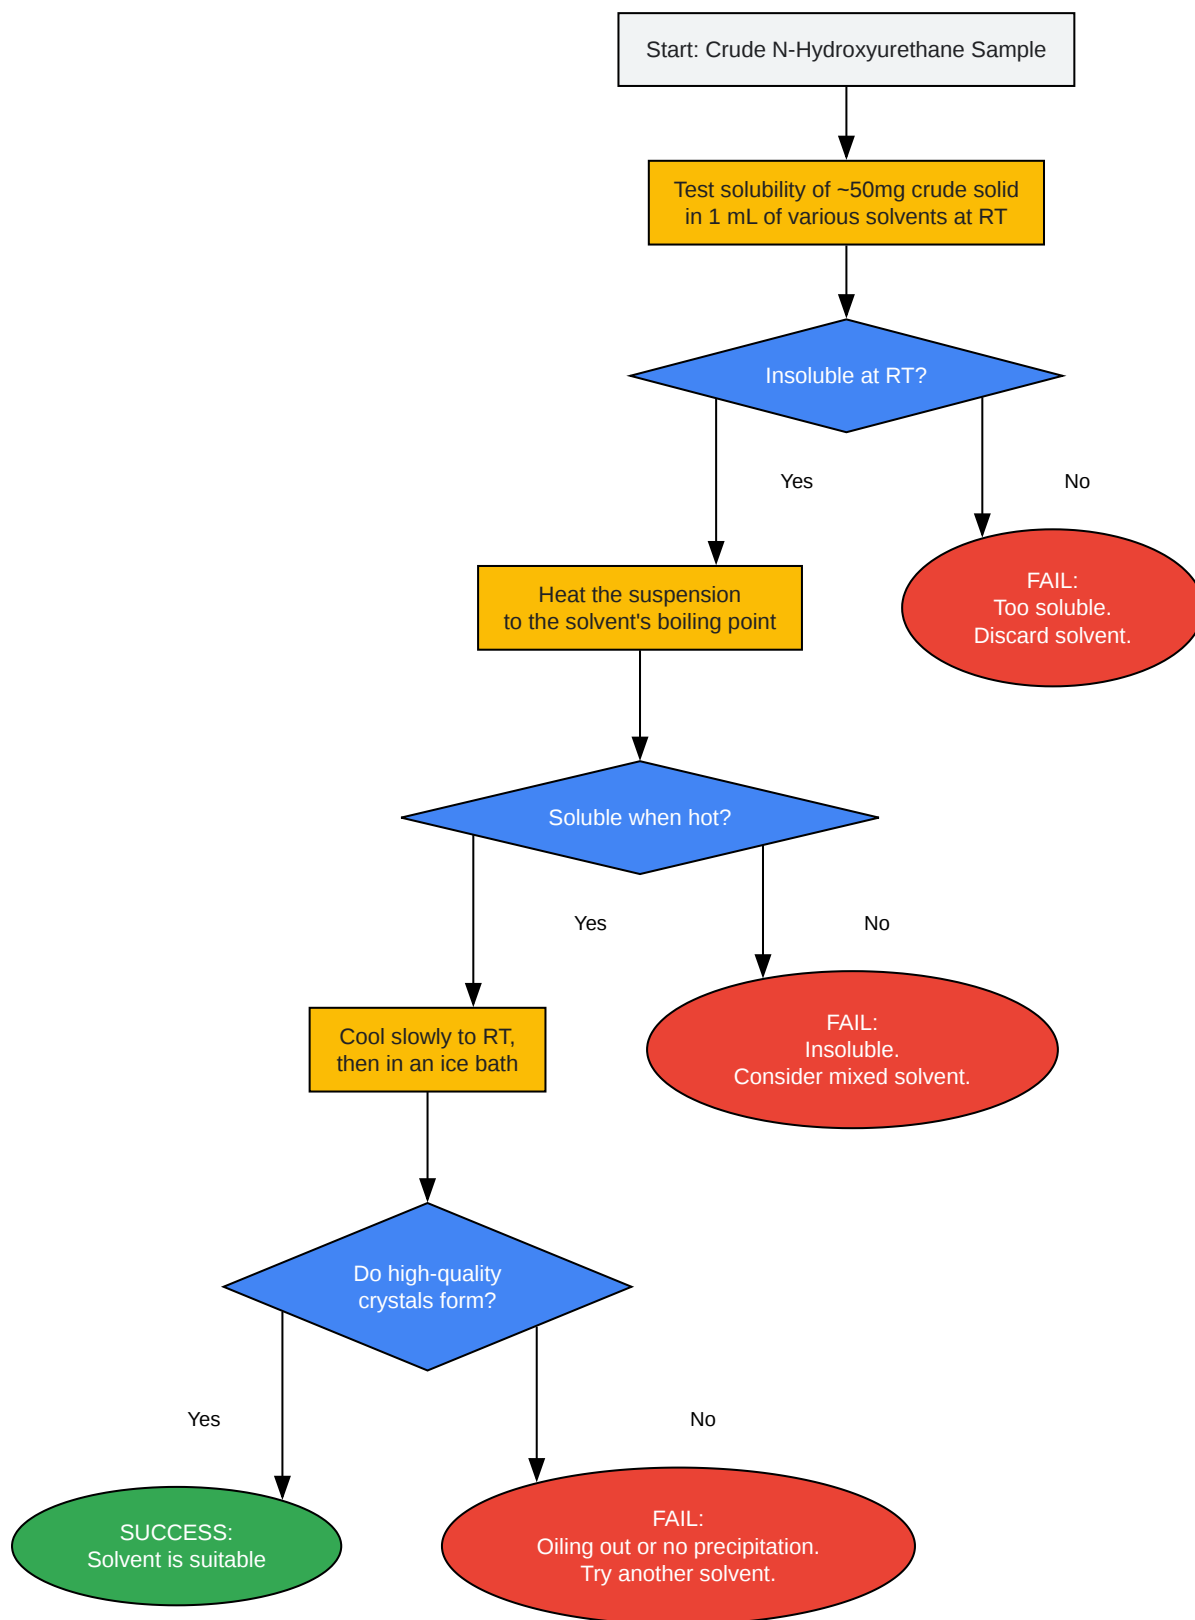 Start: Crude N-Hydroxyurethane Sample
Test solubility of ~50mg crude solid
in 1 mL of various solvents at RT
Insoluble at RT?
Yes
No
Heat the suspension
to the solvent's boiling point
FAIL:
Too soluble.
Discard solvent.
Soluble when hot?
Yes
No
Cool slowly to RT,
then in an ice bath
FAIL:
Insoluble.
Consider mixed solvent.
Do high-quality
crystals form?
Yes
No
SUCCESS:
Solvent is suitable
FAIL:
Oiling out or no precipitation.
Try another solvent.